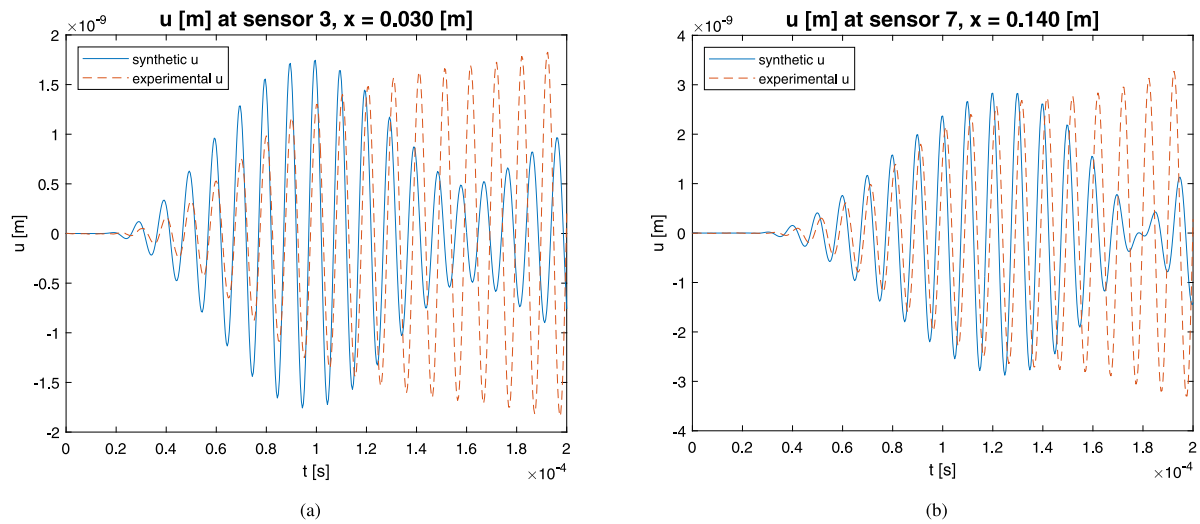 u [m] at sensor 3, x = 0.030 [m]
×10⁻⁹
synthetic u
experimental u
2
1.5
1
0.5
0
-0.5
-1
-1.5
-2
u [m]
0 0.2 0.4 0.6 0.8 1 1.2 1.4 1.6 1.8 2
t [s]
×10⁻⁴
(a)
u [m] at sensor 7, x = 0.140 [m]
×10⁻⁹
synthetic u
experimental u
4
3
2
1
0
-1
-2
-3
-4
u [m]
0 0.2 0.4 0.6 0.8 1 1.2 1.4 1.6 1.8 2
t [s]
×10⁻⁴
(b)